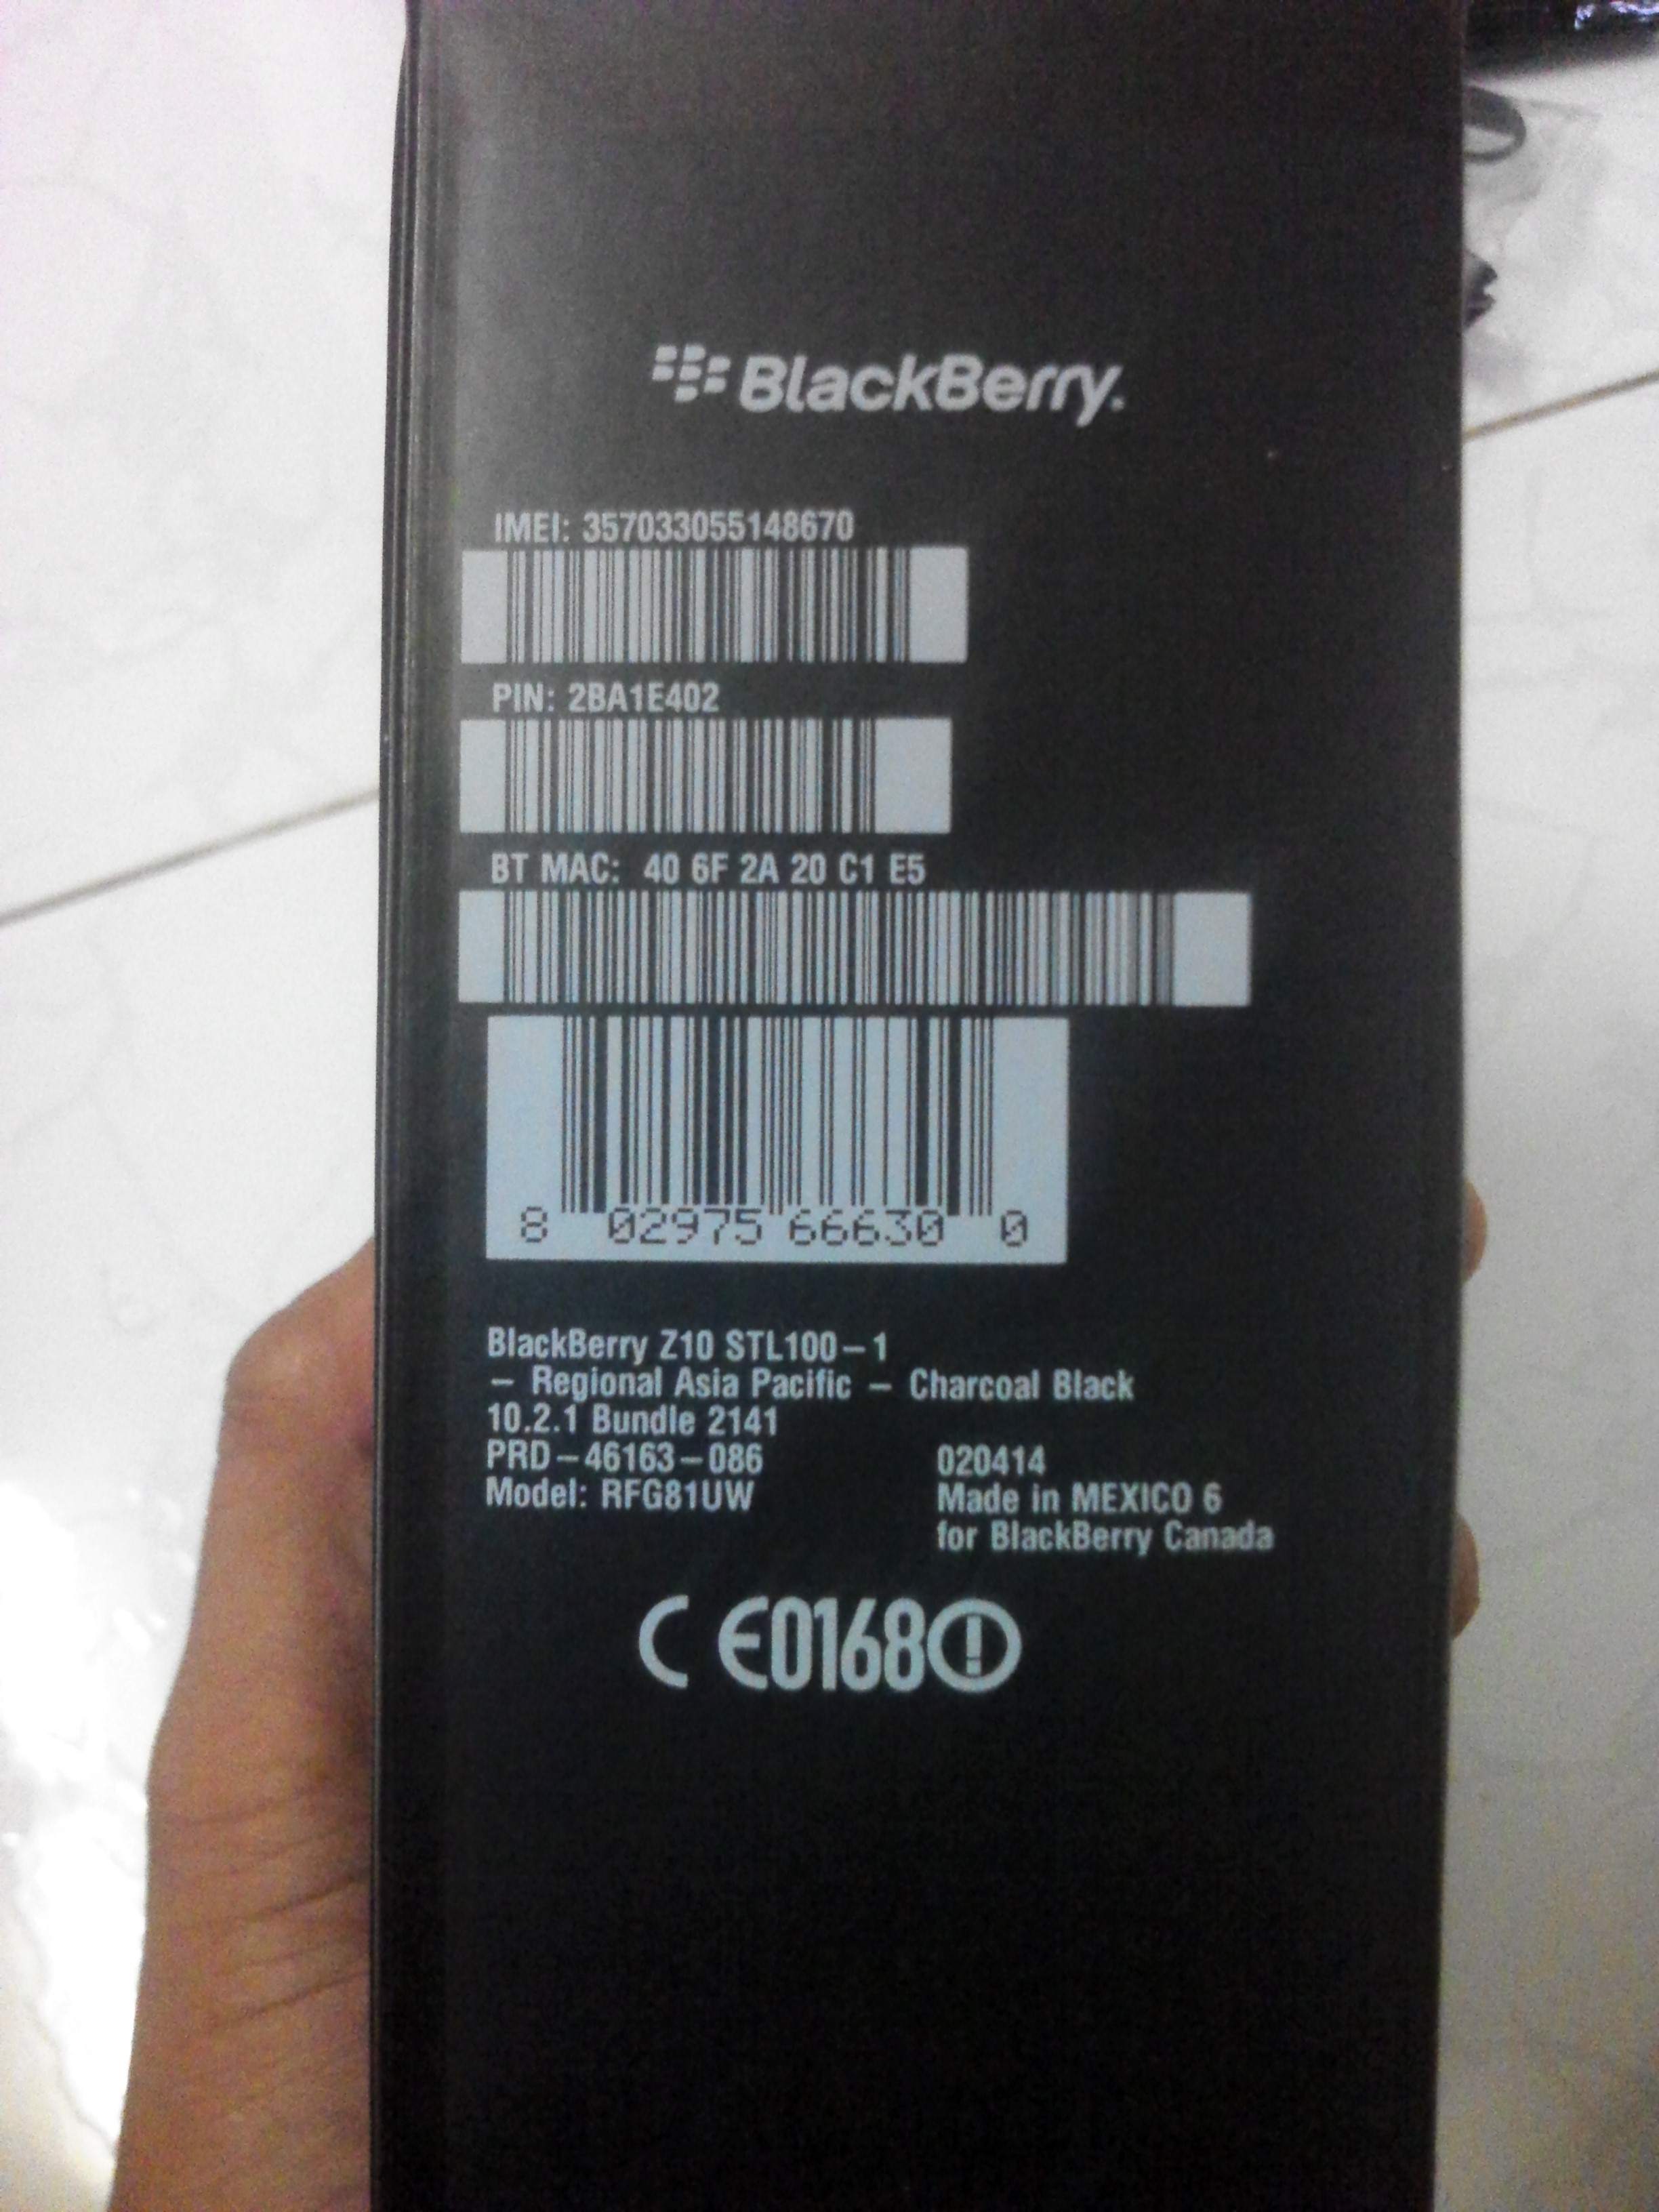 BlackBerry.
IMEI: 357033055148670
PIN: 2BA1E402
BT MAC: 40 6F 2A 20 C1 E5
8 02975 66630 0
BlackBerry Z10 STL100-1
- Regional Asia Pacific - Charcoal Black
10.2.1 Bundle 2141
PRD-46163-086
Model: RFG81UW
020414
Made in MEXICO 6
for BlackBerry Canada
CE0168!